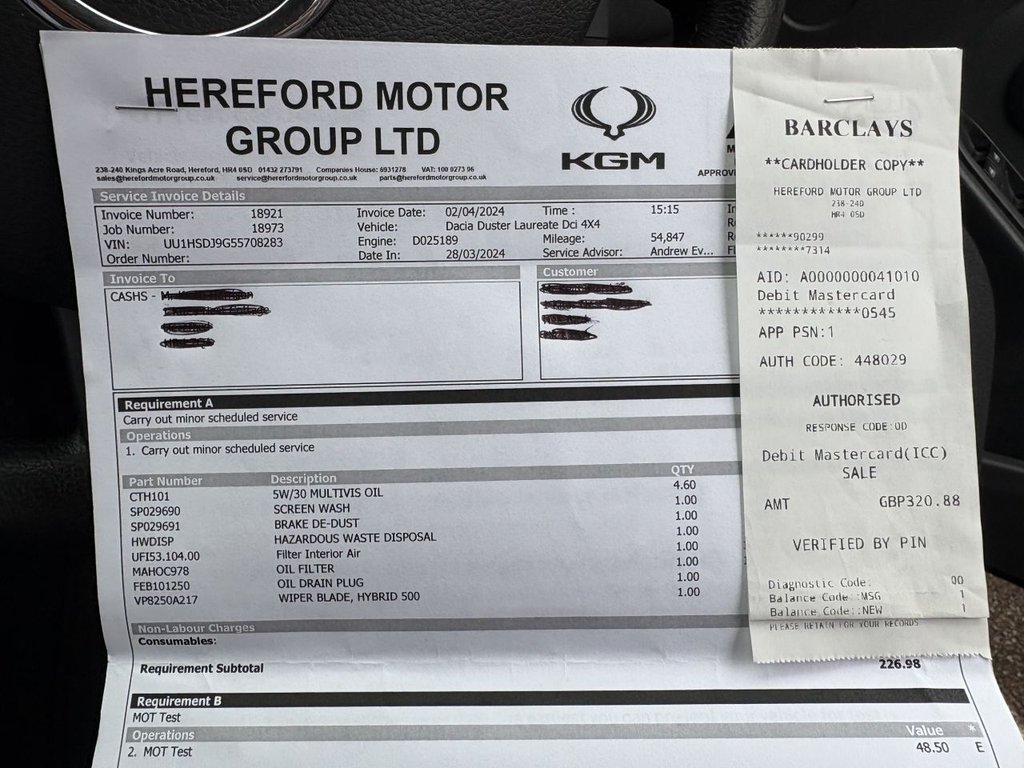 HEREFORD MOTOR
GROUP LTD
238-240 Kings Acre Road, Hereford, HR4 0SD 01432 273791 Companies House: 6931278 VAT: 100 0273 96
sales@herefordmotorgroup.co.uk service@hererfordmotorgroup.co.uk parts@herefordmotorgroup.co.uk
KGM
APPROV
Service Invoice Details
Invoice Number: 18921 Invoice Date: 02/04/2024 Time : 15:15
Job Number: 18973 Vehicle: Dacia Duster Laureate Dci 4X4
VIN: UU1HSDJ9G55708283 Engine: D025189 Mileage: 54,847
Order Number: Date In: 28/03/2024 Service Advisor: Andrew Ev...
Invoice To
CASHS -
Customer
Requirement A
Carry out minor scheduled service
Operations
1. Carry out minor scheduled service
Part Number Description QTY
CTH101 5W/30 MULTIVIS OIL 4.60
SP029690 SCREEN WASH 1.00
SP029691 BRAKE DE-DUST 1.00
HWDISP HAZARDOUS WASTE DISPOSAL 1.00
UFI53.104.00 Filter Interior Air 1.00
MAHOC978 OIL FILTER 1.00
FEB101250 OIL DRAIN PLUG 1.00
VP8250A217 WIPER BLADE, HYBRID 500 1.00
Non-Labour Charges
Consumables:
Requirement Subtotal 226.98
Requirement B
MOT Test
Operations Value *
2. MOT Test 48.50 E
BARCLAYS
**CARDHOLDER COPY**
HEREFORD MOTOR GROUP LTD
238-240
HR4 0SD
******90299
********7314
AID: A0000000041010
Debit Mastercard
************0545
APP PSN:1
AUTH CODE: 448029
AUTHORISED
RESPONSE CODE:00
Debit Mastercard(ICC)
SALE
AMT GBP320.88
VERIFIED BY PIN
Diagnostic Code: 00
Balance Code::MSG 1
Balance Code::NEW 1
PLEASE RETAIN FOR YOUR RECORDS